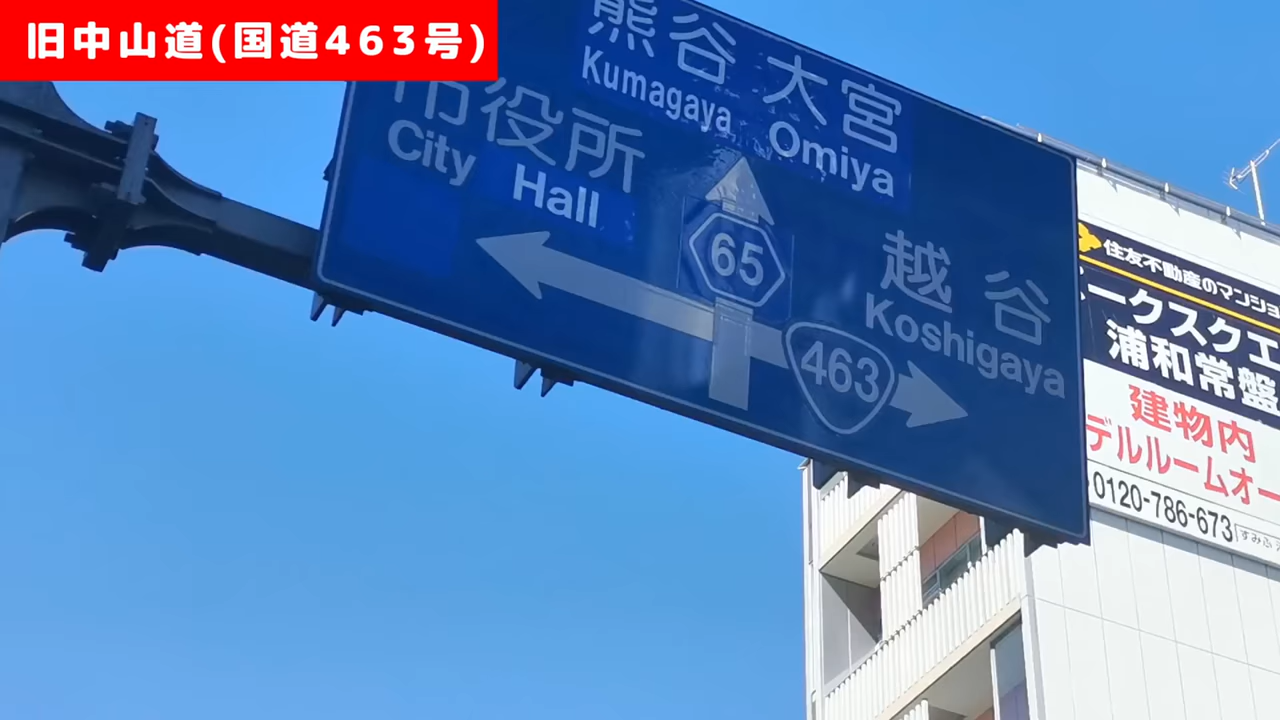 旧中山道(国道463号)
熊谷 大宮
Kumagaya Omiya
市役所
City Hall
65
越谷
Koshigaya
463
住友不動産のマンショ
ークスクエ
浦和常盤
建物内
デルルームオー
0120-786-673
すみふ